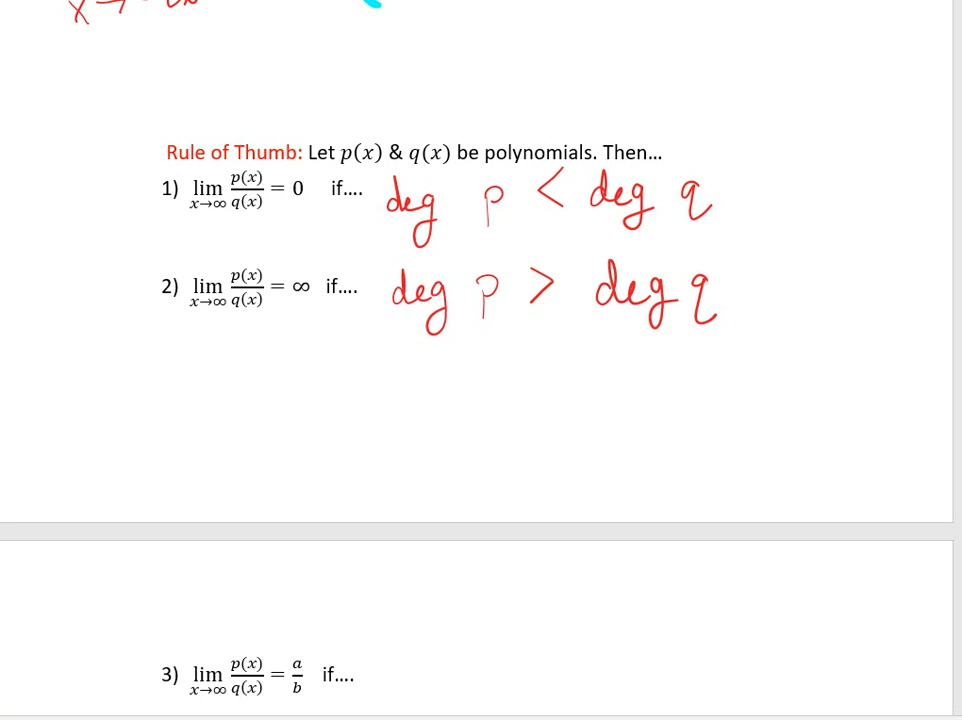 Rule of Thumb: Let p(x) & q(x) be polynomials. Then...
1) lim x→∞ p(x)/q(x) = 0 if.... deg p < deg q
2) lim x→∞ p(x)/q(x) = ∞ if.... deg p > deg q
3) lim x→∞ p(x)/q(x) = a/b if....